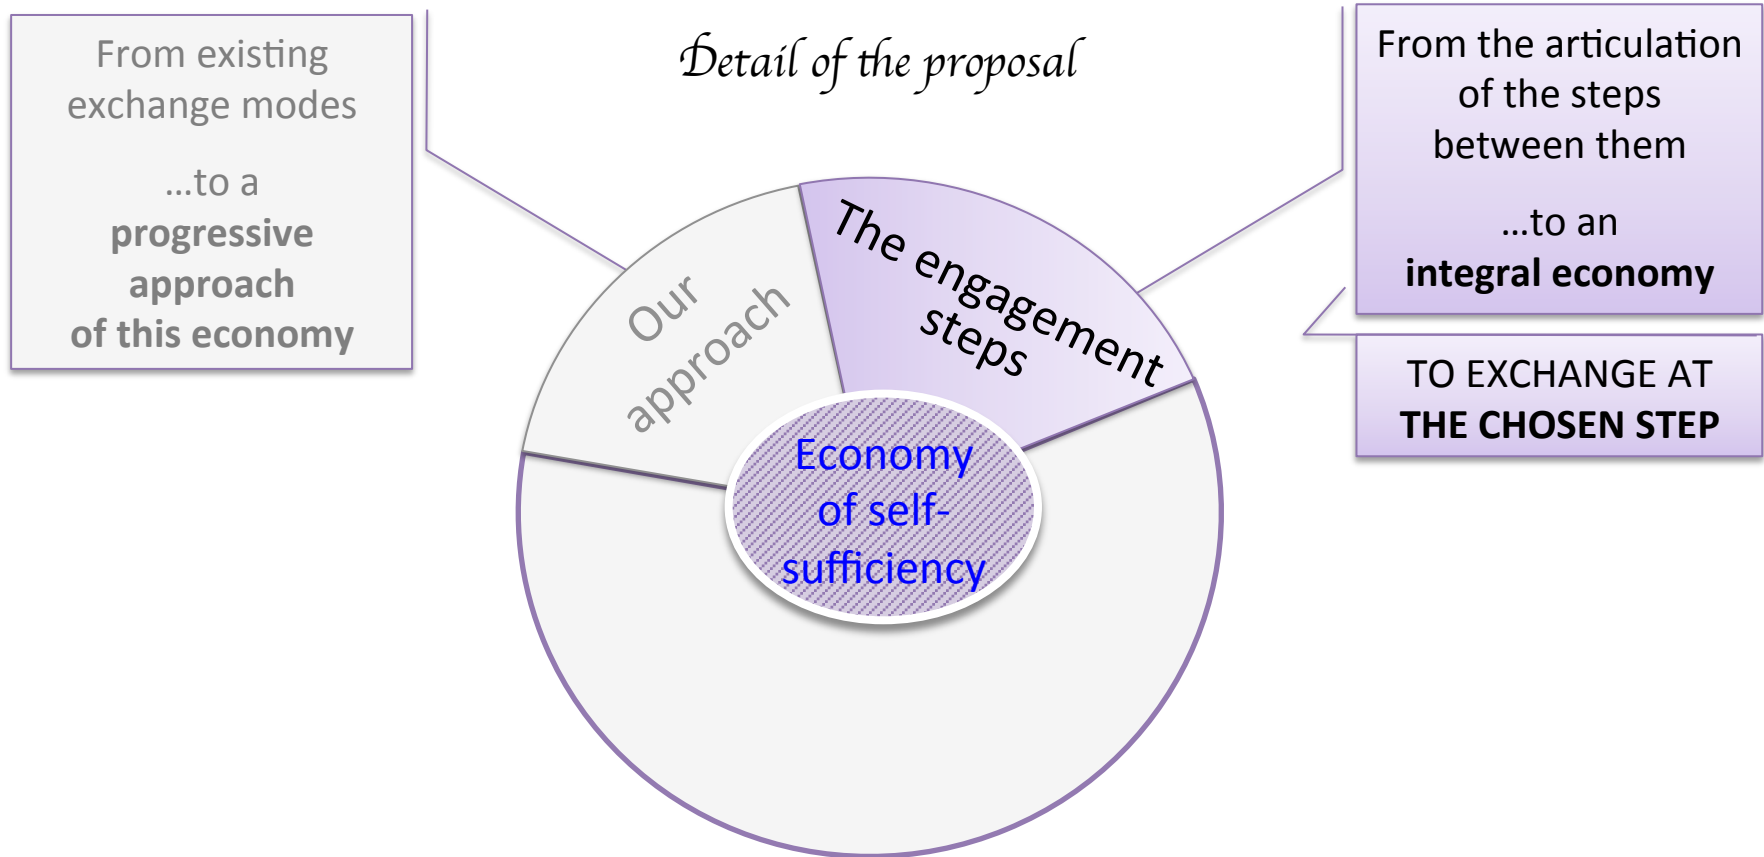 Detail of the proposal
From existing
exchange modes
...to a
progressive
approach
of this economy
Our
approach
The engagement
steps
Economy
of self-
sufficiency
From the articulation
of the steps
between them
...to an
integral economy
TO EXCHANGE AT
THE CHOSEN STEP